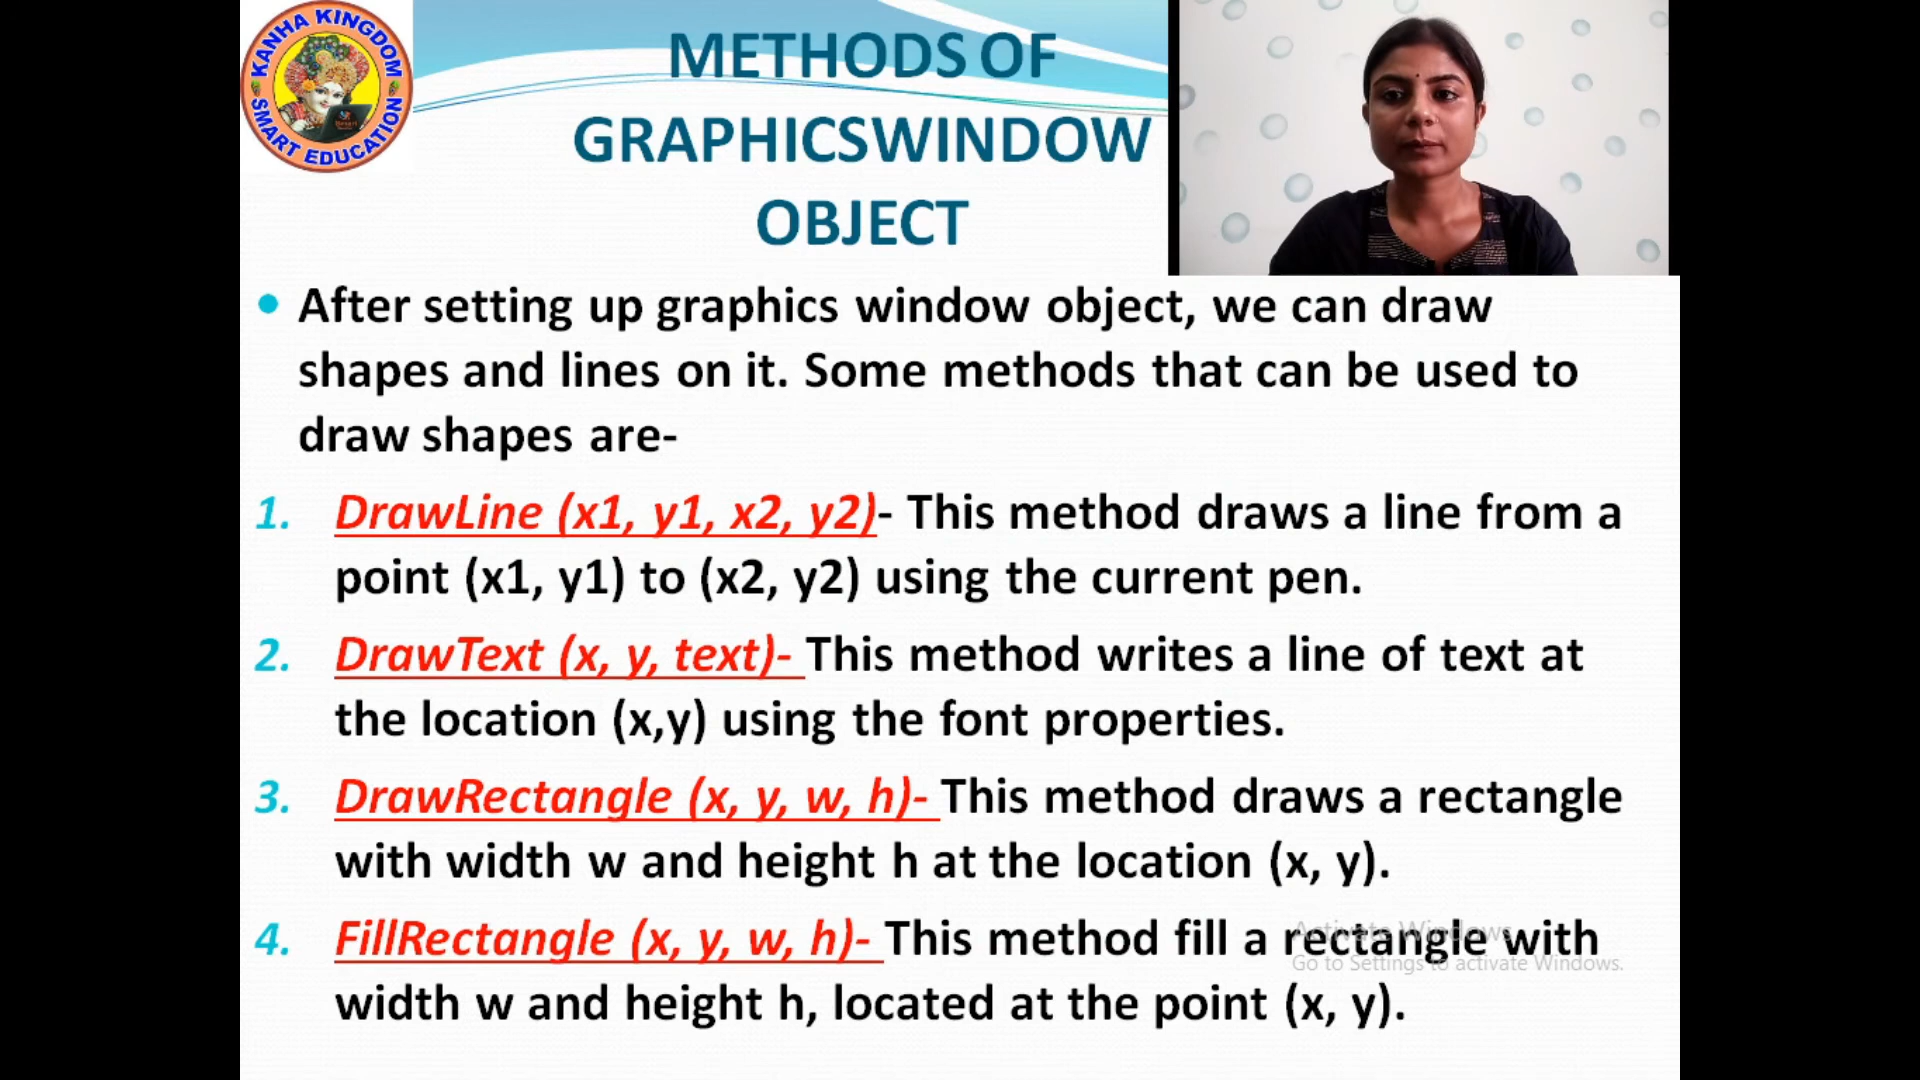 KANHA KINGDOM
SMART EDUCATION
METHODS OF
GRAPHICSWINDOW
OBJECT
• After setting up graphics window object, we can draw
shapes and lines on it. Some methods that can be used to
draw shapes are-
1. DrawLine (x1, y1, x2, y2)- This method draws a line from a
point (x1, y1) to (x2, y2) using the current pen.
2. DrawText (x, y, text)- This method writes a line of text at
the location (x,y) using the font properties.
3. DrawRectangle (x, y, w, h)- This method draws a rectangle
with width w and height h at the location (x, y).
4. FillRectangle (x, y, w, h)- This method fill a rectangle with
width w and height h, located at the point (x, y).
Activate Windows
Go to Settings to activate Windows.